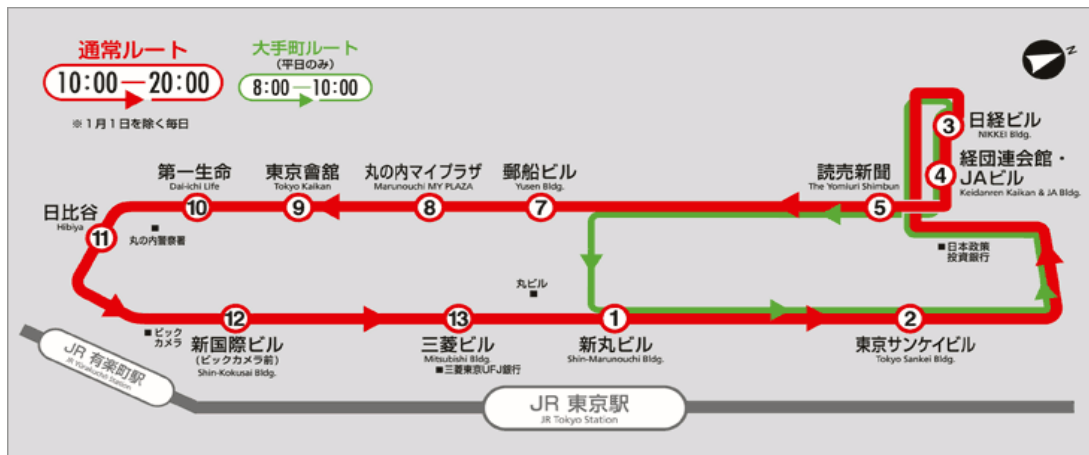 通常ルート
10:00—20:00
※1月1日を除く毎日
大手町ルート
(平日のみ)
8:00—10:00
Z
3
日経ビル
NIKKEI Bldg.
4
経団連会館・
JAビル
Keidanren Kaikan & JA Bldg.
第一生命
Dai-ichi Life
10
東京會舘
Tokyo Kaikan
9
丸の内マイプラザ
Marunouchi MY PLAZA
8
郵船ビル
Yusen Bldg.
7
読売新聞
The Yomiuri Shimbun
5
日比谷
Hibiya
11
■
丸の内警察署
■日本政策
投資銀行
丸ビル
■
■ビック
カメラ
12
新国際ビル
(ビックカメラ前)
Shin-Kokusai Bldg.
13
三菱ビル
Mitsubishi Bldg.
■三菱東京UFJ銀行
1
新丸ビル
Shin-Marunouchi Bldg.
2
東京サンケイビル
Tokyo Sankei Bldg.
JR 有楽町駅
JR Yurakucho Station
JR 東京駅
JR Tokyo Station